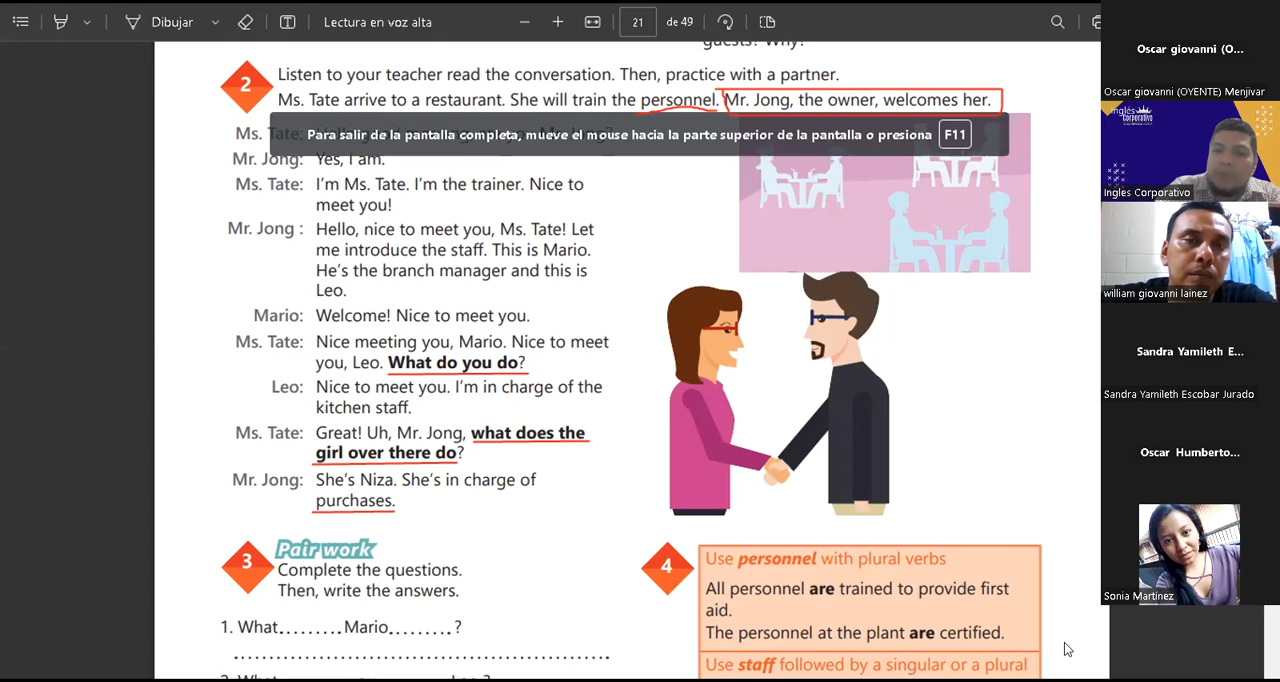 Dibujar
Lectura en voz alta
21
de 49
guests? Why?
2
Listen to your teacher read the conversation. Then, practice with a partner.
Ms. Tate arrive to a restaurant. She will train the personnel. Mr. Jong, the owner, welcomes her.
Para salir de la pantalla completa, mueve el mouse hacia la parte superior de la pantalla o presiona F11
Ms. Tate:
Mr. Jong: Yes, I am.
Ms. Tate: I'm Ms. Tate. I'm the trainer. Nice to
meet you!
Mr. Jong : Hello, nice to meet you, Ms. Tate! Let
me introduce the staff. This is Mario.
He's the branch manager and this is
Leo.
Mario: Welcome! Nice to meet you.
Ms. Tate: Nice meeting you, Mario. Nice to meet
you, Leo. What do you do?
Leo: Nice to meet you. I'm in charge of the
kitchen staff.
Ms. Tate: Great! Uh, Mr. Jong, what does the
girl over there do?
Mr. Jong: She's Niza. She's in charge of
purchases.
3
Pair work
Complete the questions.
Then, write the answers.
1. What......... Mario.........?
4
Use personnel with plural verbs
All personnel are trained to provide first
aid.
The personnel at the plant are certified.
Use staff followed by a singular or a plural
Oscar giovanni (O...
Oscar giovanni (OYENTE) Menjivar
Inglés
Corporativo
Ingles Corporativo
william giovanni lainez
Sandra Yamileth E...
Sandra Yamileth Escobar Jurado
Oscar Humberto...
Sonia Martinez